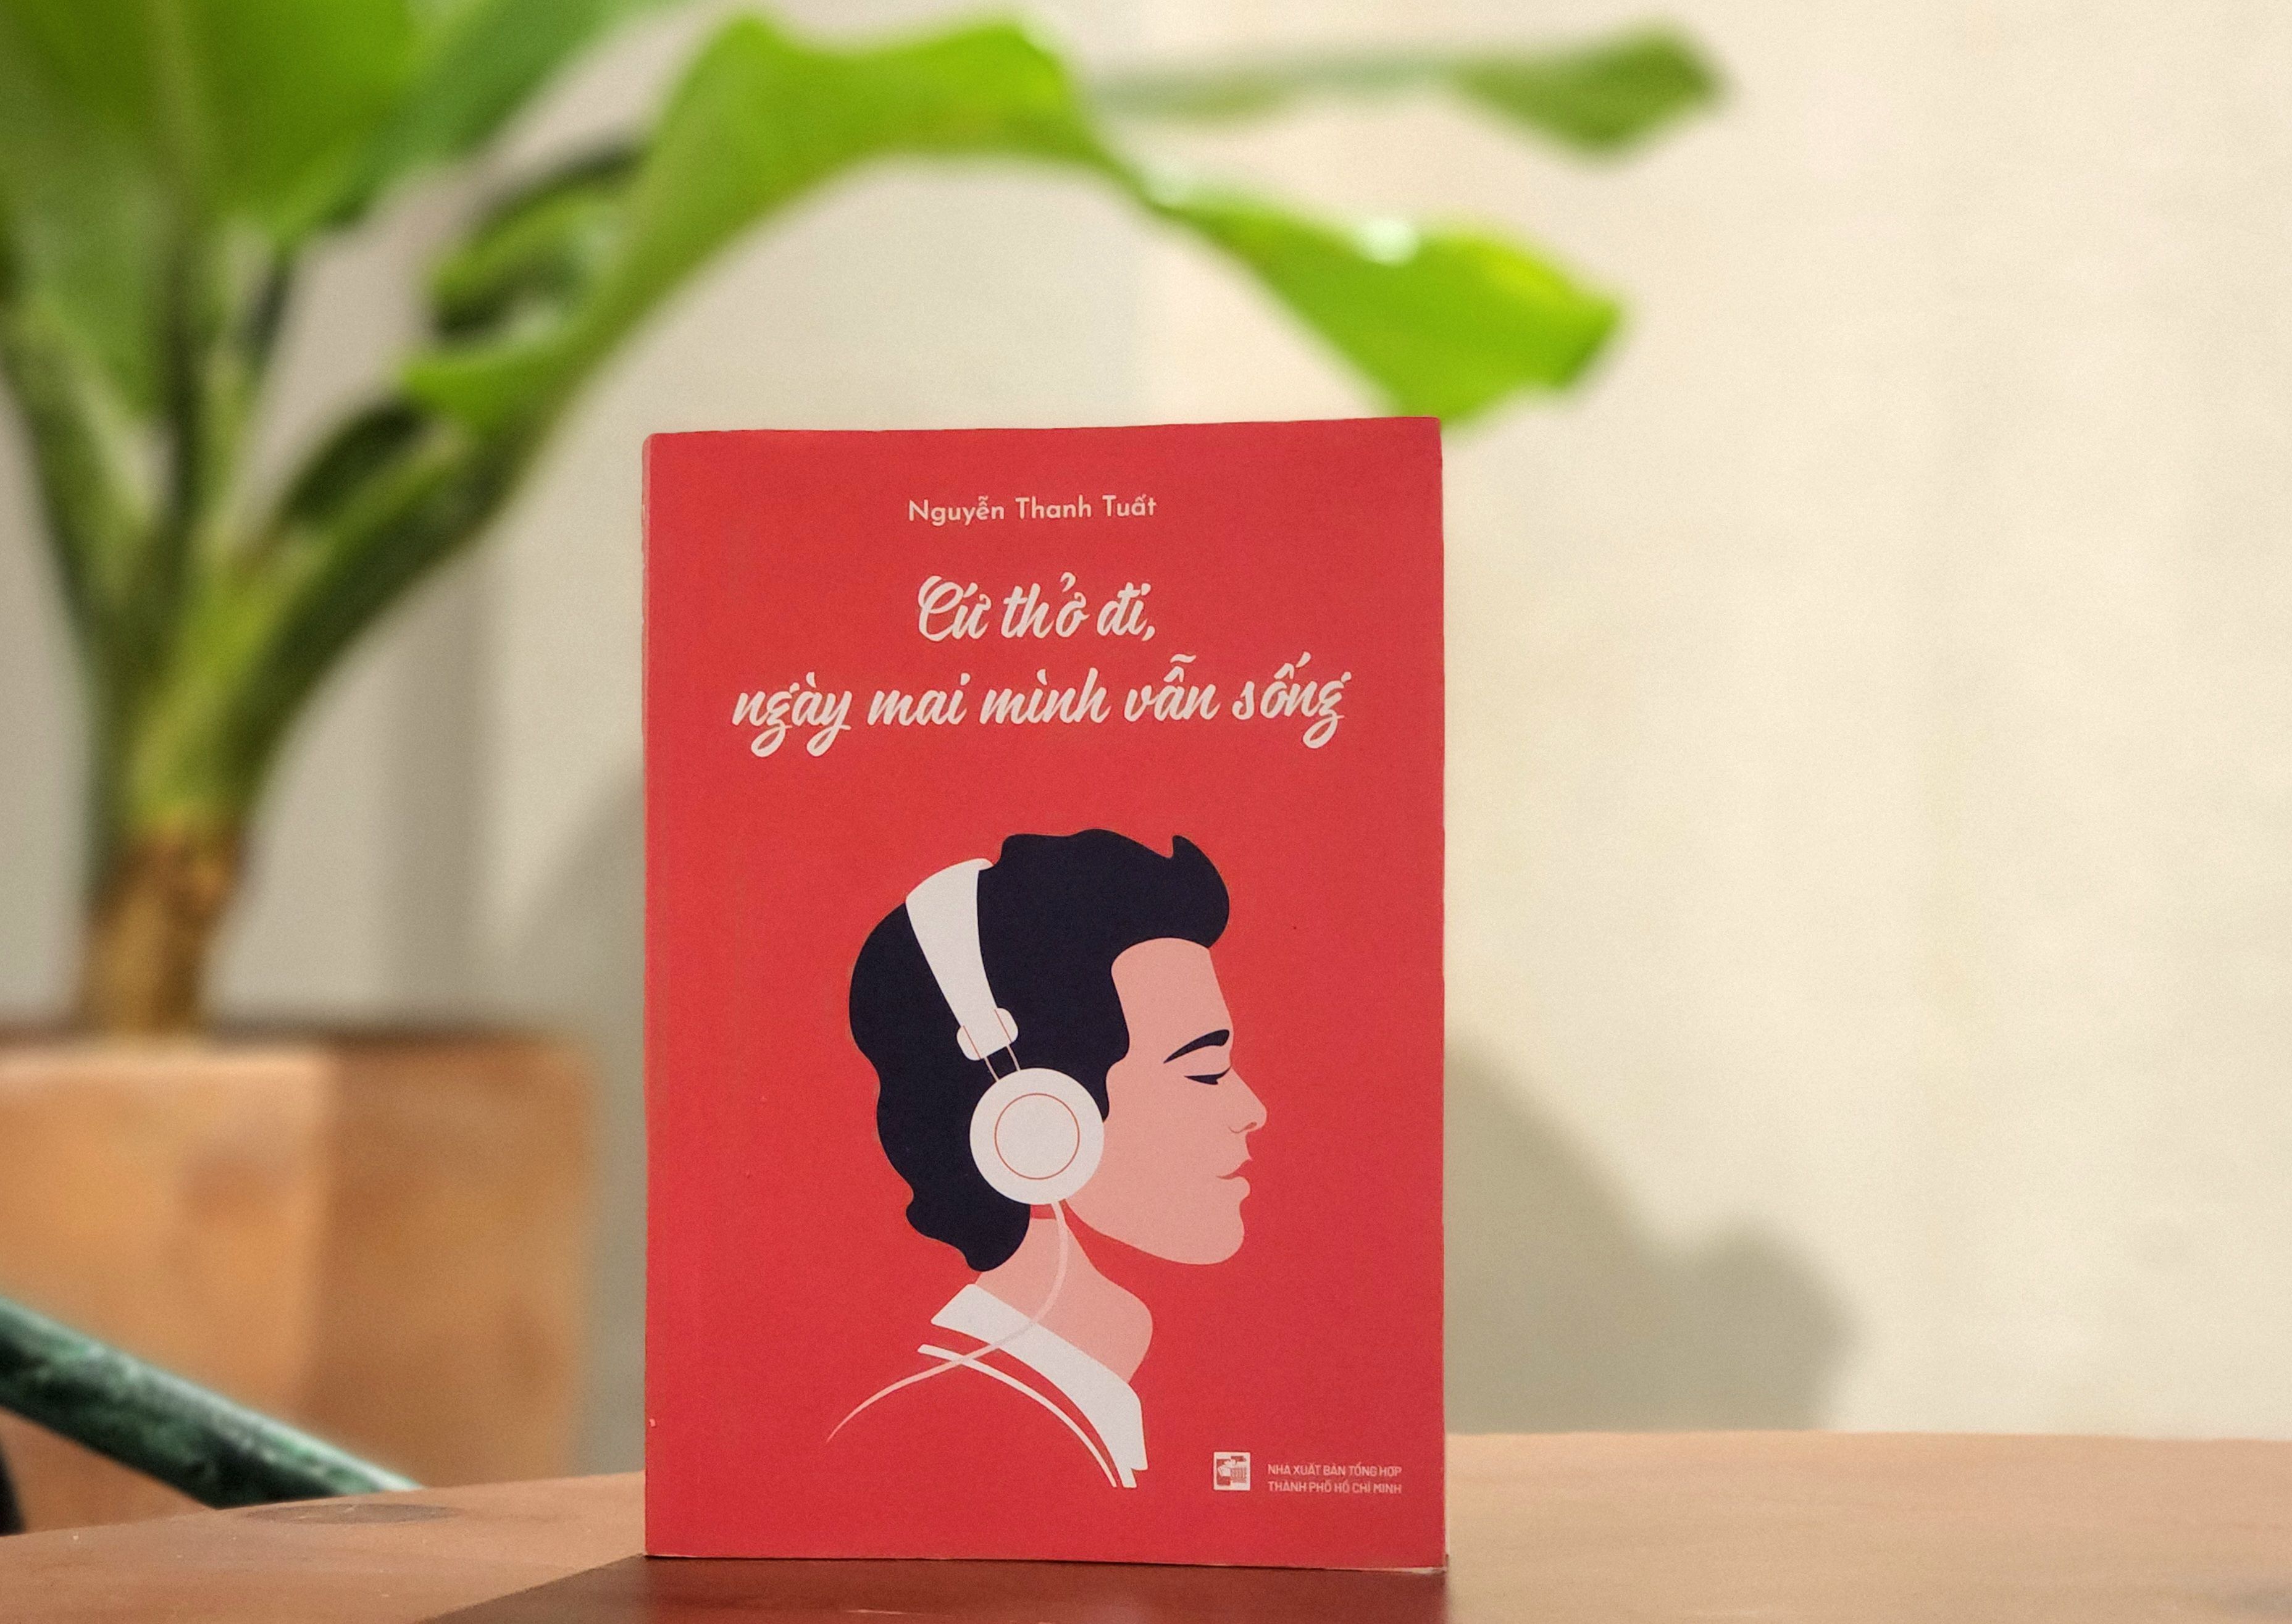 Nguyễn Thanh Tuất
Cứ thở đi,
ngày mai mình vẫn sống
NHÀ XUẤT BẢN TỔNG HỢP
THÀNH PHỐ HỒ CHÍ MINH